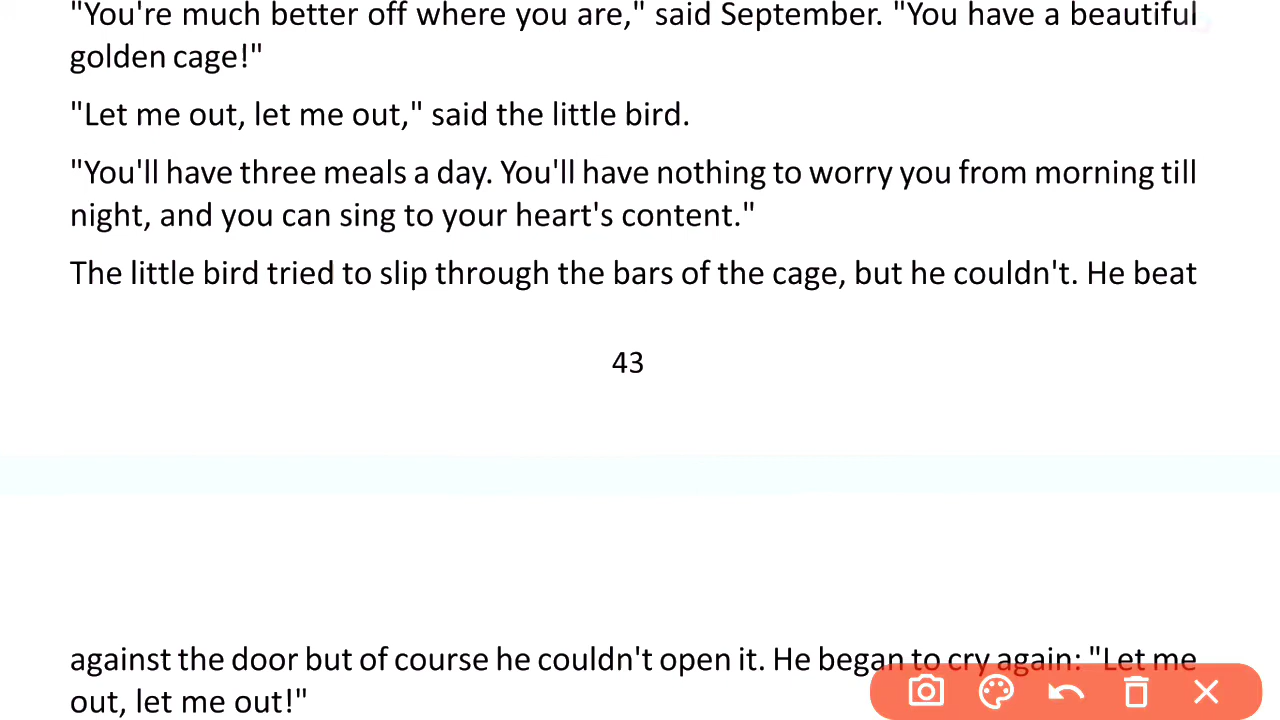 "You're much better off where you are," said September. "You have a beautiful
golden cage!"
"Let me out, let me out," said the little bird.
"You'll have three meals a day. You'll have nothing to worry you from morning till
night, and you can sing to your heart's content."
The little bird tried to slip through the bars of the cage, but he couldn't. He beat
43
against the door but of course he couldn't open it. He began to cry again: "Let me
out, let me out!"